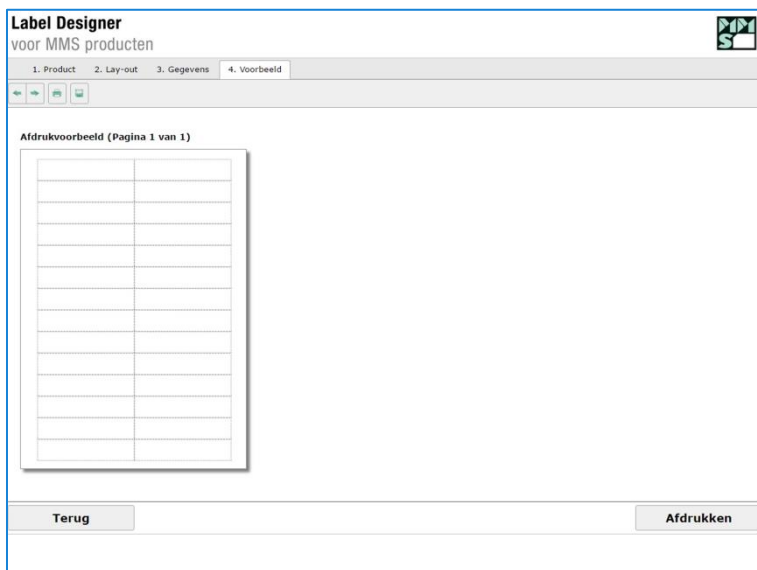 Label Designer
voor MMS producten
MMS
1. Product 2. Lay-out 3. Gegevens 4. Voorbeeld
Afdrukvoorbeeld (Pagina 1 van 1)
Terug Afdrukken